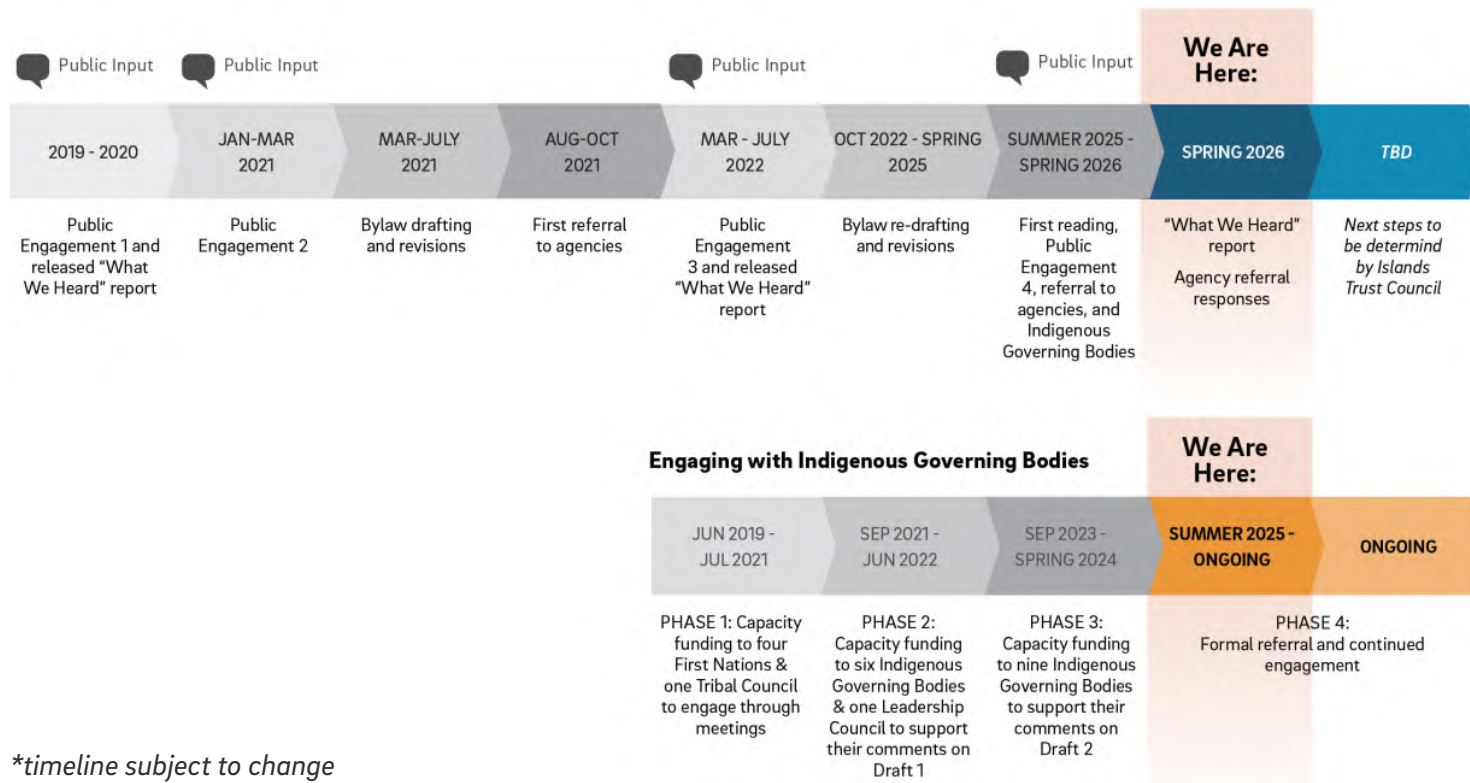 Public Input
Public Input
Public Input
Public Input
We Are
Here:
2019 - 2020
JAN-MAR
2021
MAR-JULY
2021
AUG-OCT
2021
MAR - JULY
2022
OCT 2022 - SPRING
2025
SUMMER 2025 -
SPRING 2026
SPRING 2026
TBD
Public
Engagement 1 and
released “What
We Heard” report
Public
Engagement 2
Bylaw drafting
and revisions
First referral
to agencies
Public
Engagement
3 and released
“What We Heard”
report
Bylaw re-drafting
and revisions
First reading,
Public
Engagement
4, referral to
agencies, and
Indigenous
Governing Bodies
“What We Heard”
report
Agency referral
responses
Next steps to
be determind
by Islands
Trust Council
Engaging with Indigenous Governing Bodies
We Are
Here:
JUN 2019 -
JUL 2021
SEP 2021 -
JUN 2022
SEP 2023 -
SPRING 2024
SUMMER 2025 -
ONGOING
ONGOING
PHASE 1: Capacity
funding to four
First Nations &
one Tribal Council
to engage through
meetings
PHASE 2:
Capacity funding
to six Indigenous
Governing Bodies
& one Leadership
Council to support
their comments on
Draft 1
PHASE 3:
Capacity funding
to nine Indigenous
Governing Bodies
to support their
comments on
Draft 2
PHASE 4:
Formal referral and continued
engagement
*timeline subject to change